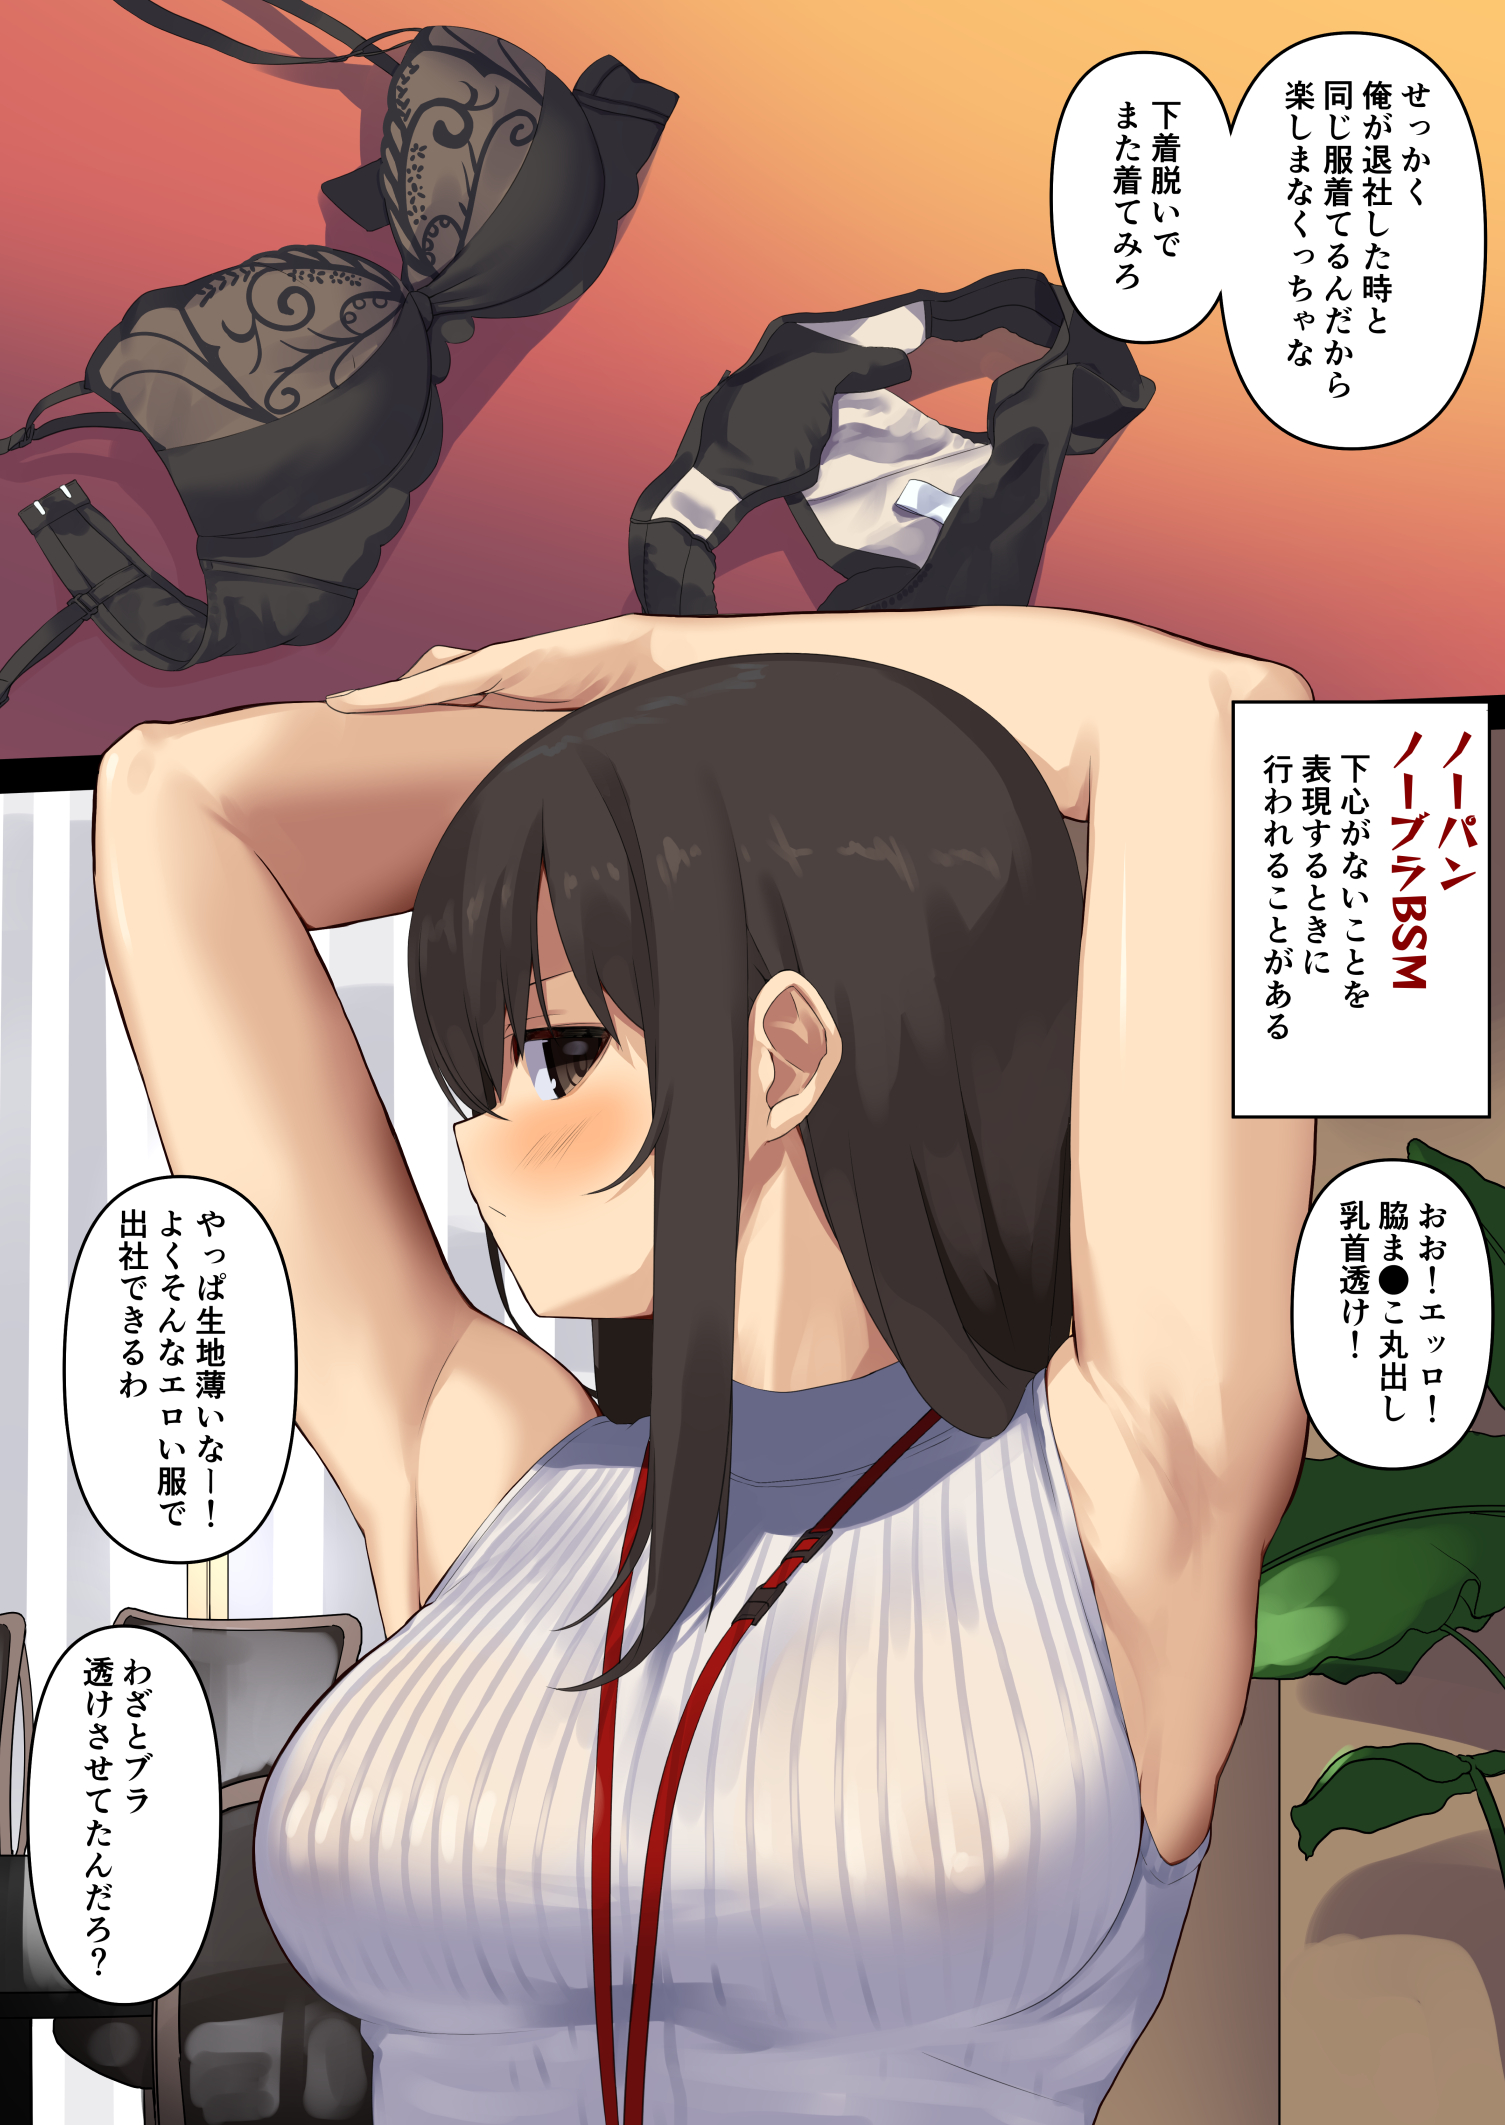 せっかく
俺が退社した時と
同じ服着てるんだから
楽しまなくっちゃな
下着脱いで
また着てみろ
ノーパン
ノーブラBSM
下心がないことを
表現するときに
行われることがある
おお！エッロ！
脇ま●こ丸出し
乳首透け！
やっぱ生地薄いなー！
よくそんなエロい服で
出社できるわ
わざとブラ
透けさせてたんだろ？